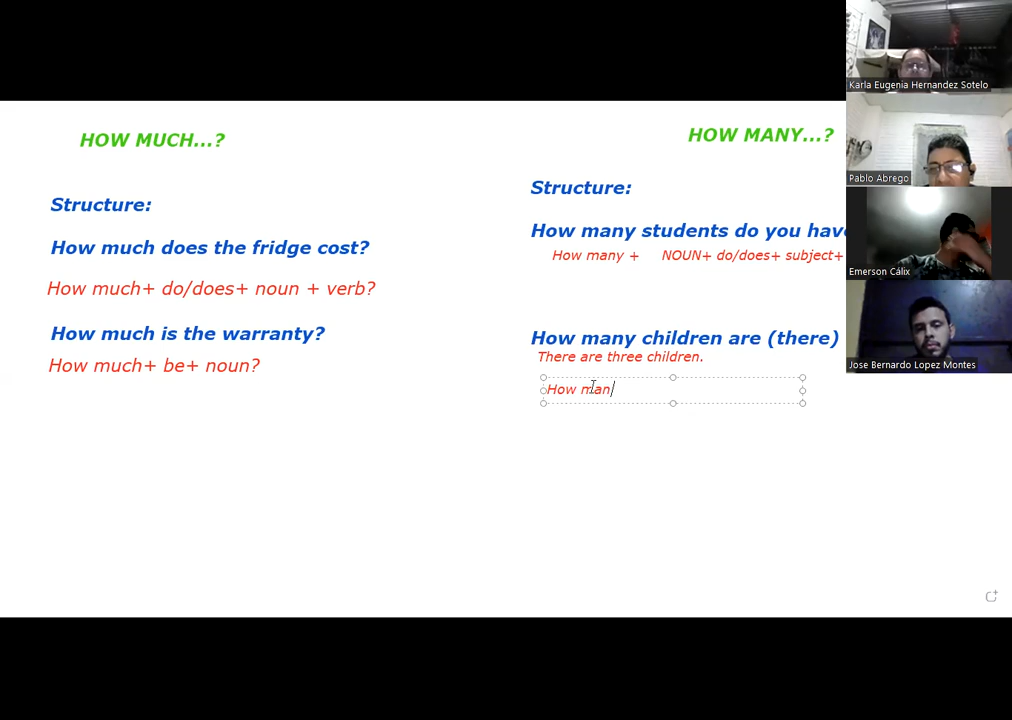 HOW MUCH...?
Structure:
How much does the fridge cost?
How much+ do/does+ noun + verb?
How much is the warranty?
How much+ be+ noun?
HOW MANY...?
Structure:
How many students do you have
How many + NOUN+ do/does+ subject+
How many children are (there)
There are three children.
How man
Karla Eugenia Hernandez Sotelo
Pablo Abrego
Emerson Cálix
Jose Bernardo Lopez Montes